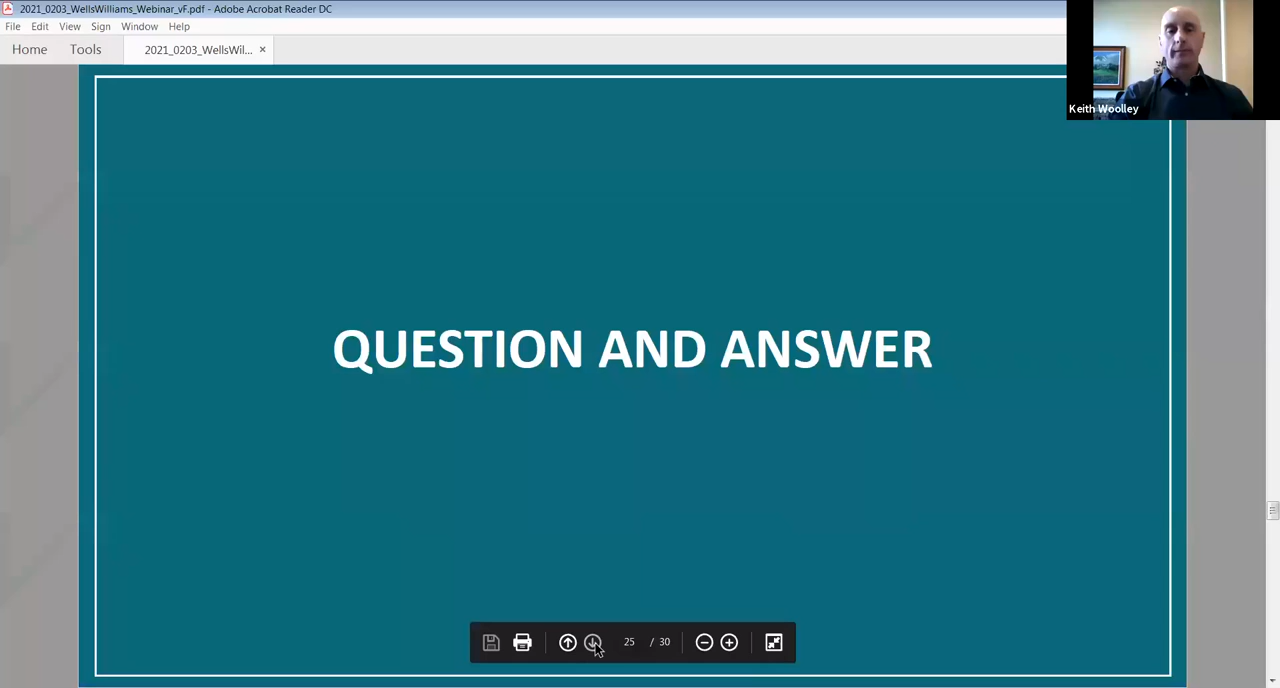 2021_0203_WellsWilliams_Webinar_vF.pdf - Adobe Acrobat Reader DC
File Edit View Sign Window Help
Home Tools 2021_0203_WellsWil... ×
Keith Woolley
QUESTION AND ANSWER
25 / 30